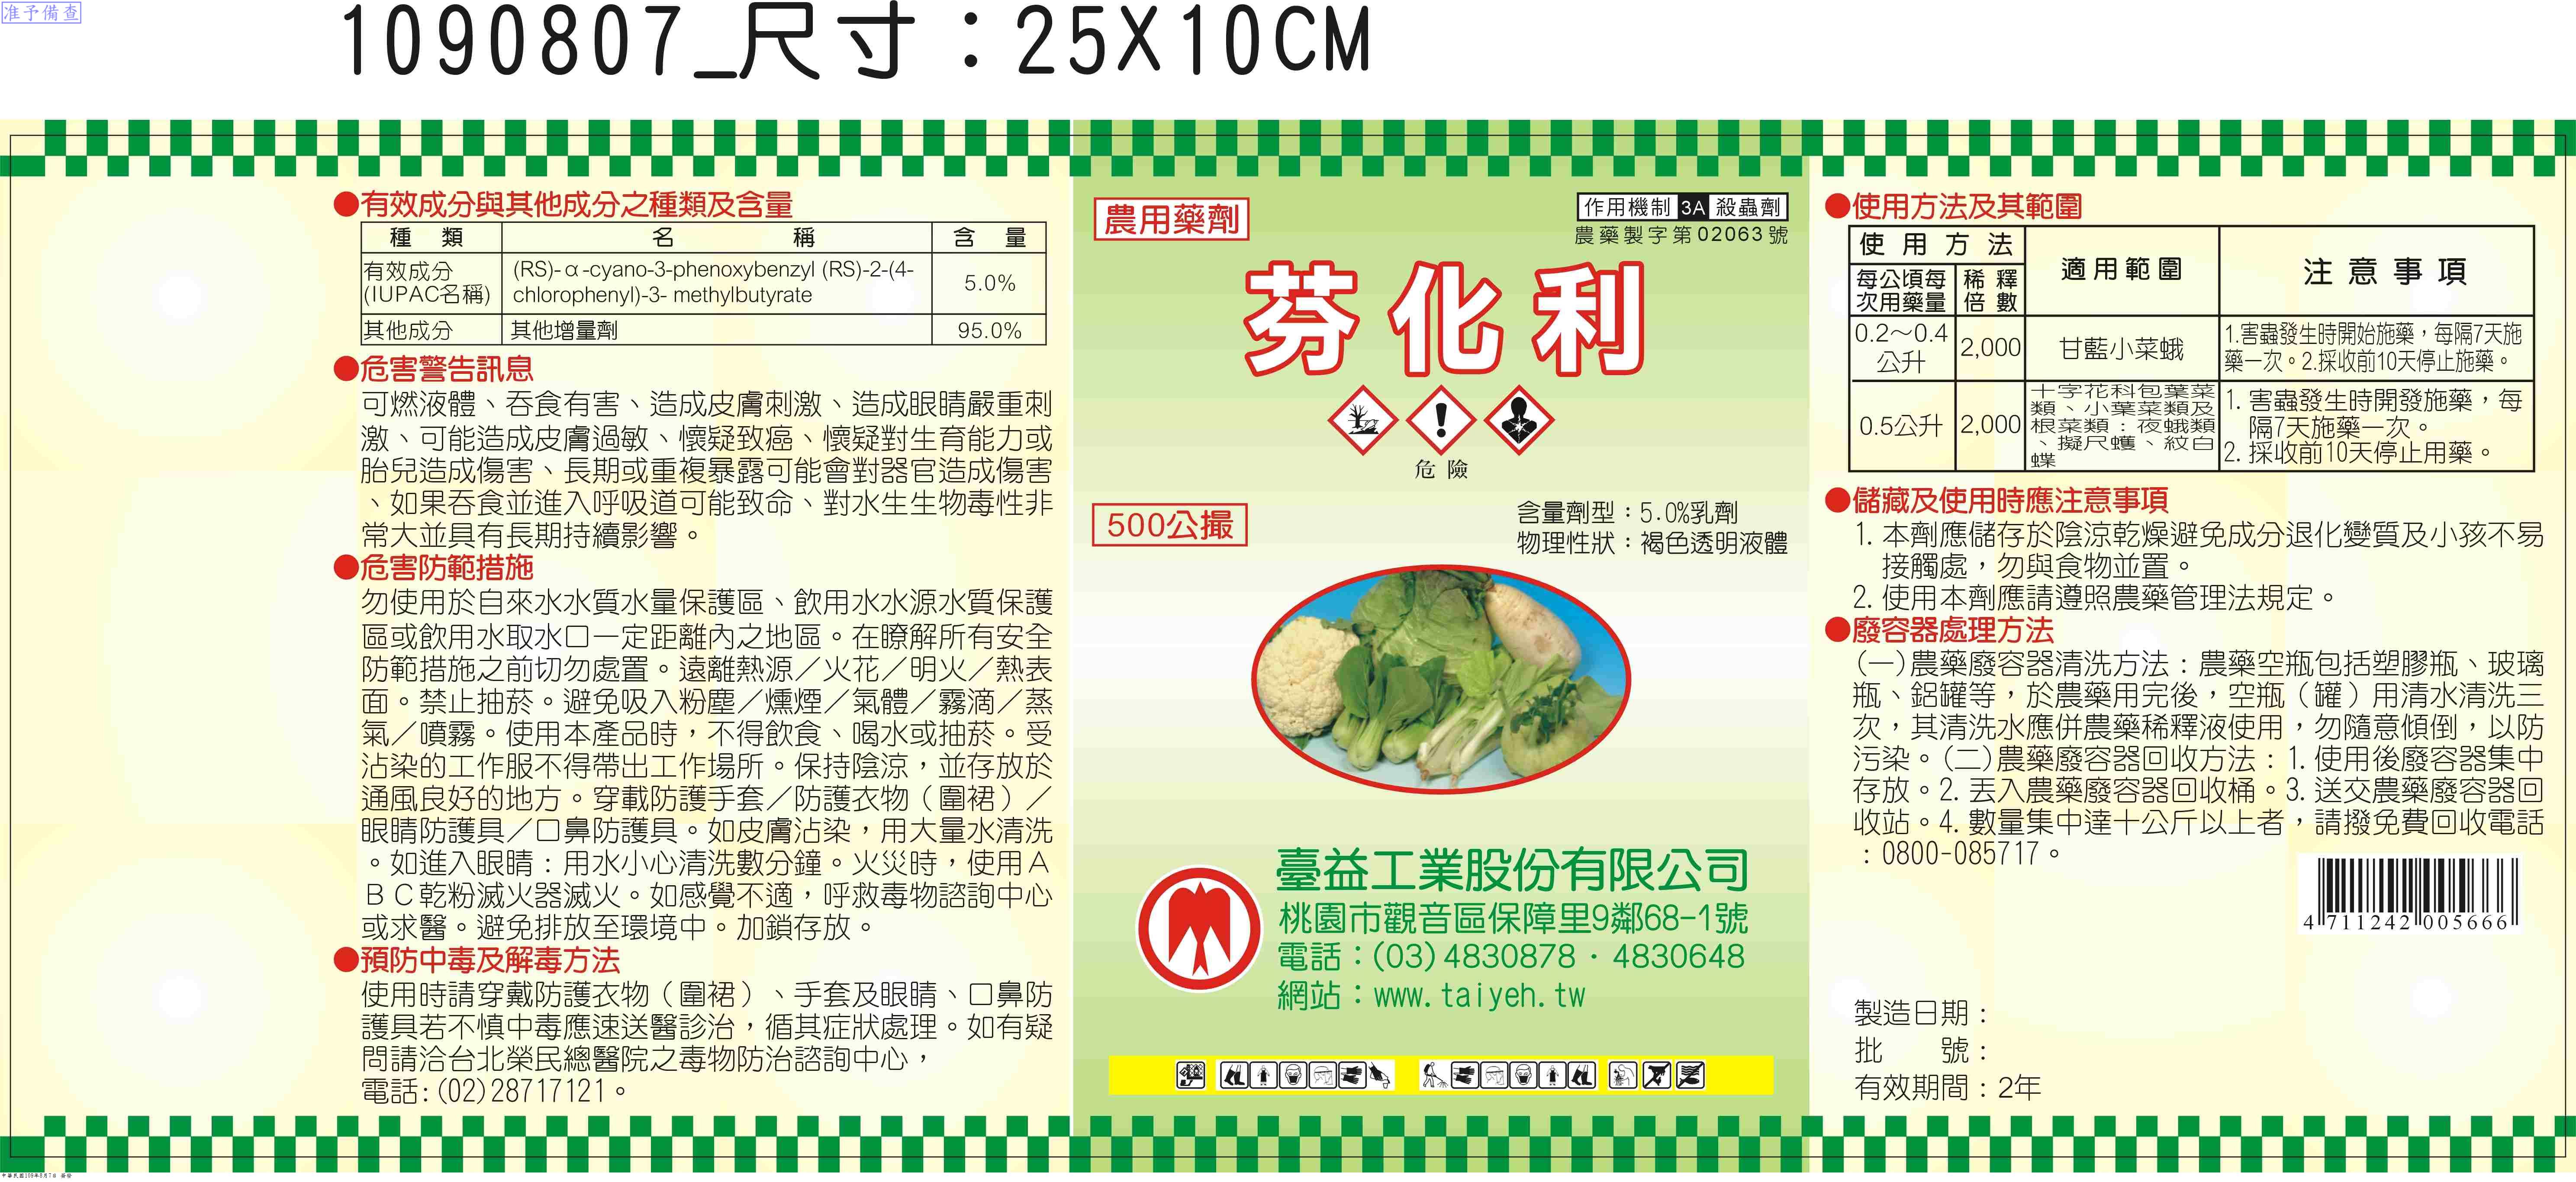 准予備查
1090807_尺寸：25X10CM
●有效成分與其他成分之種類及含量
種 類 名 稱 含 量
有效成分
(IUPAC名稱)
(RS)-α-cyano-3-phenoxybenzyl (RS)-2-(4-
chlorophenyl)-3- methylbutyrate
5.0%
其他成分 其他增量劑 95.0%
●危害警告訊息
可燃液體、吞食有害、造成皮膚刺激、造成眼睛嚴重刺
激、可能造成皮膚過敏、懷疑致癌、懷疑對生育能力或
胎兒造成傷害、長期或重複暴露可能會對器官造成傷害
、如果吞食並進入呼吸道可能致命、對水生生物毒性非
常大並具有長期持續影響。
●危害防範措施
勿使用於自來水水質水量保護區、飲用水水源水質保護
區或飲用水取水口一定距離內之地區。在瞭解所有安全
防範措施之前切勿處置。遠離熱源／火花／明火／熱表
面。禁止抽菸。避免吸入粉塵／燻煙／氣體／霧滴／蒸
氣／噴霧。使用本產品時，不得飲食、喝水或抽菸。受
沾染的工作服不得帶出工作場所。保持陰涼，並存放於
通風良好的地方。穿載防護手套／防護衣物（圍裙）／
眼睛防護具／口鼻防護具。如皮膚沾染，用大量水清洗
。如進入眼睛：用水小心清洗數分鐘。火災時，使用Ａ
ＢＣ乾粉滅火器滅火。如感覺不適，呼救毒物諮詢中心
或求醫。避免排放至環境中。加鎖存放。
●預防中毒及解毒方法
使用時請穿戴防護衣物（圍裙）、手套及眼睛、口鼻防
護具若不慎中毒應速送醫診治，循其症狀處理。如有疑
問請洽台北榮民總醫院之毒物防治諮詢中心，
電話:(02)28717121。
農用藥劑
作用機制 3A 殺蟲劑
農藥製字第02063號
芬化利
危險
500公撮
含量劑型：5.0%乳劑
物理性狀：褐色透明液體
臺益工業股份有限公司
桃園市觀音區保障里9鄰68-1號
電話：(03)4830878．4830648
網站：www.taiyeh.tw
●使用方法及其範圍
使用方法
每公頃每
次用藥量
稀釋
倍數
適用範圍
注意事項
0.2～0.4
公升
2,000
甘藍小菜蛾
1.害蟲發生時開始施藥，每隔7天施
藥一次。2.採收前10天停止施藥。
0.5公升
2,000
十字花科包葉菜
類、小葉菜類及
根菜類：夜蛾類
、擬尺蠖、紋白
蝶
1. 害蟲發生時開發施藥，每
隔7天施藥一次。
2. 採收前10天停止用藥。
●儲藏及使用時應注意事項
1. 本劑應儲存於陰涼乾燥避免成分退化變質及小孩不易
接觸處，勿與食物並置。
2. 使用本劑應請遵照農藥管理法規定。
●廢容器處理方法
(一)農藥廢容器清洗方法：農藥空瓶包括塑膠瓶、玻璃
瓶、鋁罐等，於農藥用完後，空瓶（罐）用清水清洗三
次，其清洗水應併農藥稀釋液使用，勿隨意傾倒，以防
污染。(二)農藥廢容器回收方法：1. 使用後廢容器集中
存放。2. 丟入農藥廢容器回收桶。3. 送交農藥廢容器回
收站。4. 數量集中達十公斤以上者，請撥免費回收電話
：0800-085717。
4 711242 005666
製造日期：
批 號：
有效期間：2年